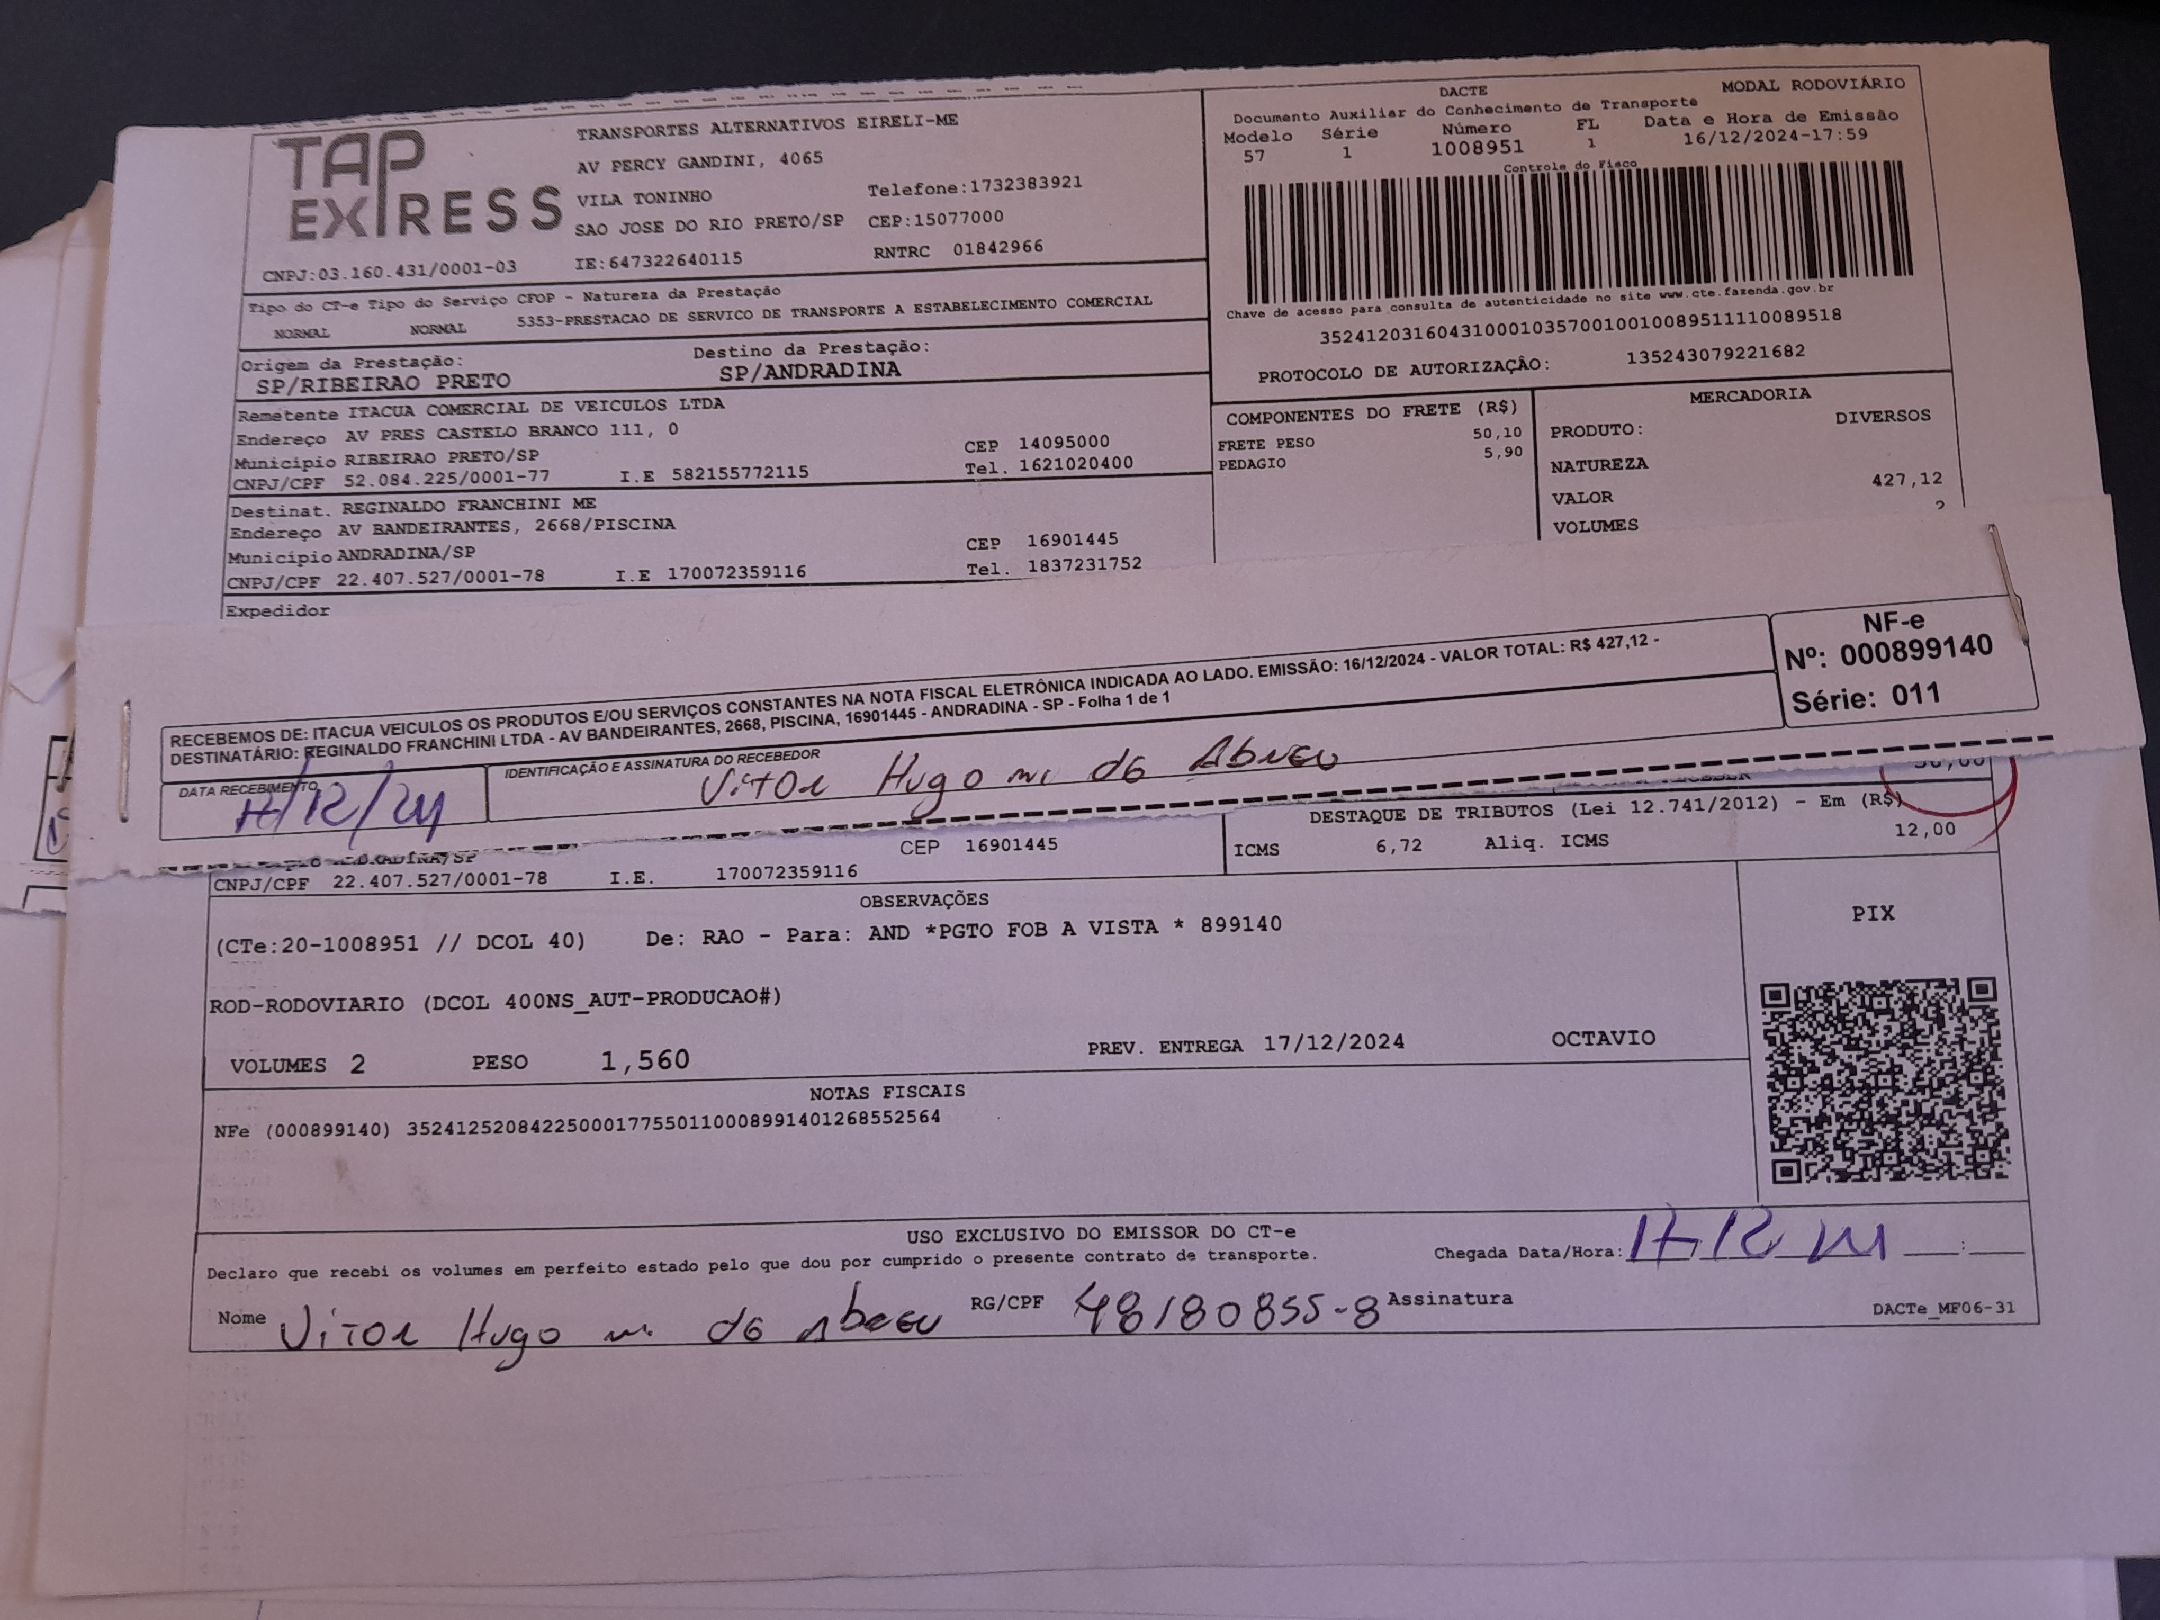 TAP EXPRESS
TRANSPORTES ALTERNATIVOS EIRELI-ME
AV PERCY GANDINI, 4065
VILA TONINHO Telefone:1732383921
SAO JOSE DO RIO PRETO/SP CEP:15077000
CNPJ:03.160.431/0001-03 IE:647322640115 RNTRC 01842966
DACTE MODAL RODOVIÁRIO
Documento Auxiliar do Conhecimento de Transporte
Modelo Série Número FL Data e Hora de Emissão
57 1 1008951 1 16/12/2024-17:59
Controle do Fisco
Chave de acesso para consulta de autenticidade no site www.cte.fazenda.gov.br
35241203160431000103570010010089511110089518
PROTOCOLO DE AUTORIZAÇÃO: 135243079221682
Tipo do CT-e Tipo do Serviço CFOP - Natureza da Prestação
NORMAL NORMAL 5353-PRESTACAO DE SERVICO DE TRANSPORTE A ESTABELECIMENTO COMERCIAL
Origem da Prestação: Destino da Prestação:
SP/RIBEIRAO PRETO SP/ANDRADINA
Remetente ITACUA COMERCIAL DE VEICULOS LTDA
Endereço AV PRES CASTELO BRANCO 111, 0
Município RIBEIRAO PRETO/SP CEP 14095000
CNPJ/CPF 52.084.225/0001-77 I.E 582155772115 Tel. 1621020400
Destinat. REGINALDO FRANCHINI ME
Endereço AV BANDEIRANTES, 2668/PISCINA
Município ANDRADINA/SP CEP 16901445
CNPJ/CPF 22.407.527/0001-78 I.E 170072359116 Tel. 1837231752
Expedidor
COMPONENTES DO FRETE (R$)
FRETE PESO 50,10
PEDAGIO 5,90
MERCADORIA
PRODUTO: DIVERSOS
NATUREZA
VALOR 427,12
VOLUMES
RECEBEMOS DE: ITACUA VEICULOS OS PRODUTOS E/OU SERVIÇOS CONSTANTES NA NOTA FISCAL ELETRÔNICA INDICADA AO LADO. EMISSÃO: 16/12/2024 - VALOR TOTAL: R$ 427,12 -
DESTINATÁRIO: REGINALDO FRANCHINI LTDA - AV BANDEIRANTES, 2668, PISCINA, 16901445 - ANDRADINA - SP - Folha 1 de 1
NF-e
Nº: 000899140
Série: 011
DATA RECEBIMENTO IDENTIFICAÇÃO E ASSINATURA DO RECEBEDOR
17/12/24 Vitor Hugo m. de Abreu
CEP 16901445
CNPJ/CPF 22.407.527/0001-78 I.E. 170072359116
DESTAQUE DE TRIBUTOS (Lei 12.741/2012) - Em (R$)
ICMS 6,72 Aliq. ICMS 12,00
OBSERVAÇÕES
(CTe:20-1008951 // DCOL 40) De: RAO - Para: AND *PGTO FOB A VISTA * 899140
ROD-RODOVIARIO (DCOL 400NS_AUT-PRODUCAO#)
VOLUMES 2 PESO 1,560 PREV. ENTREGA 17/12/2024 OCTAVIO
PIX
NOTAS FISCAIS
NFe (000899140) 35241252084225000177550110008991401268552564
USO EXCLUSIVO DO EMISSOR DO CT-e
Declaro que recebi os volumes em perfeito estado pelo que dou por cumprido o presente contrato de transporte. Chegada Data/Hora: 17 12 24 ____:____
Nome Vitor Hugo m. de Abreu RG/CPF 48180855-8 Assinatura
DACTe_MF06-31